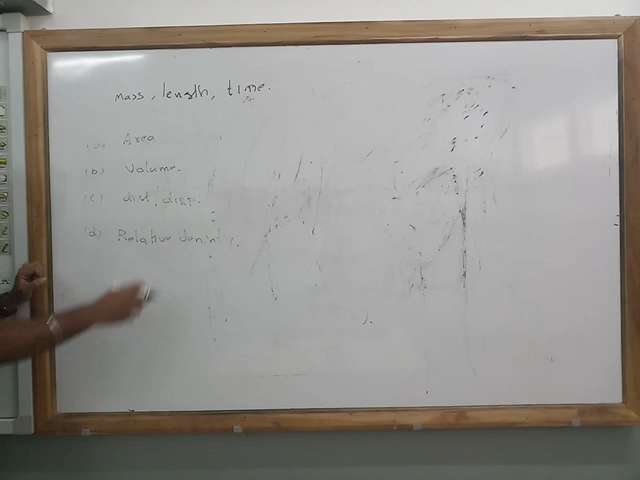 mass, length, time.
(a) Area
(b) Volume.
(c) dist, disp.
(d) Relative density.